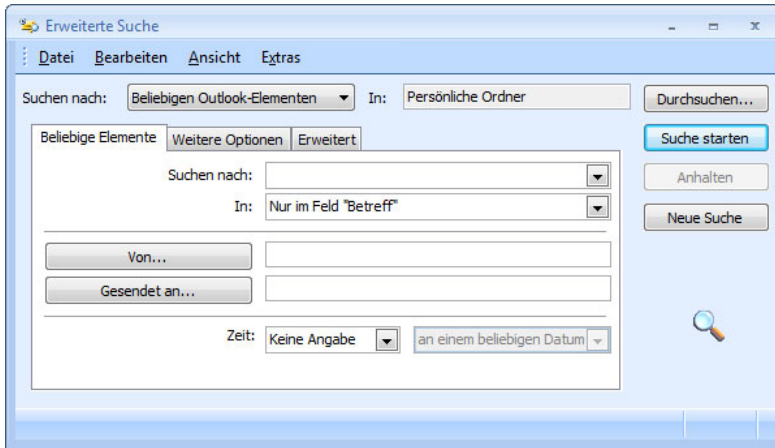 Erweiterte Suche
Datei Bearbeiten Ansicht Extras
Suchen nach: Beliebigen Outlook-Elementen In: Persönliche Ordner Durchsuchen...
Beliebige Elemente Weitere Optionen Erweitert Suche starten
Suchen nach: Anhalten
In: Nur im Feld "Betreff" Neue Suche
Von...
Gesendet an...
Zeit: Keine Angabe an einem beliebigen Datum